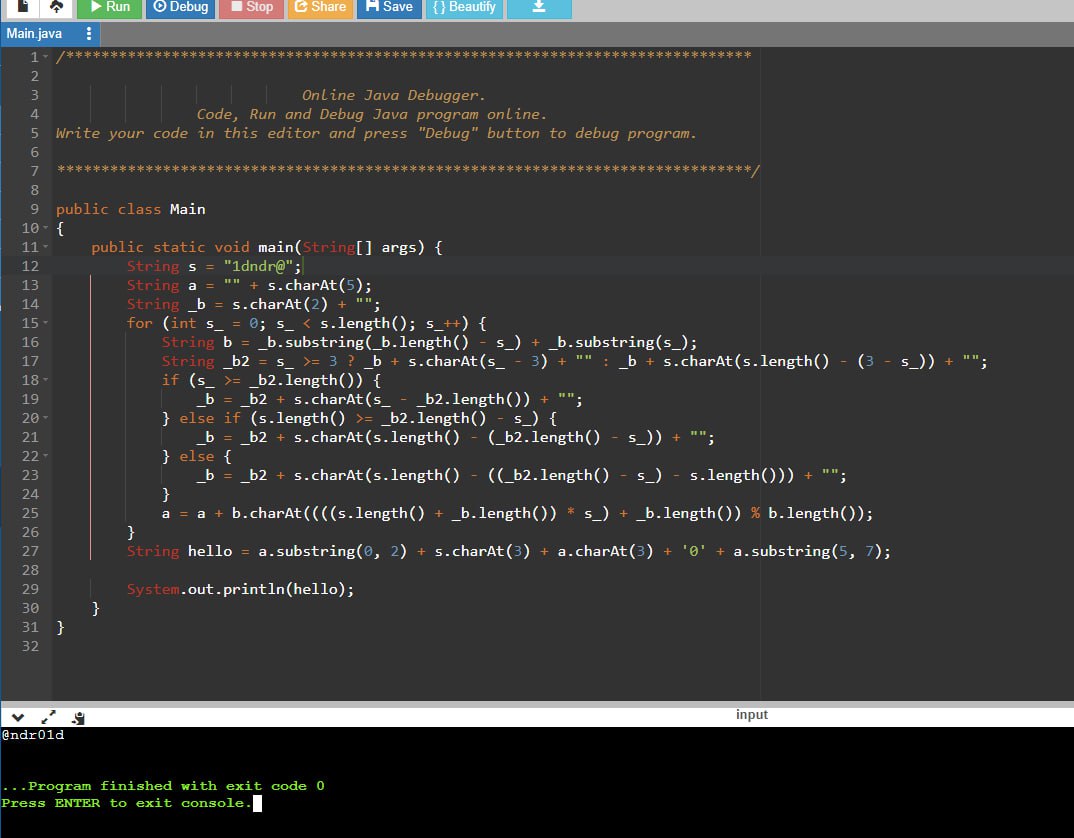 Run Debug Stop Share Save {} Beautify
Main.java
1 /******************************************************************************
2
3 Online Java Debugger.
4 Code, Run and Debug Java program online.
5 Write your code in this editor and press "Debug" button to debug program.
6
7 *******************************************************************************/
8
9 public class Main
10 {
11 public static void main(String[] args) {
12 String s = "1dndr@";
13 String a = "" + s.charAt(5);
14 String _b = s.charAt(2) + "";
15 for (int s_ = 0; s_ < s.length(); s_++) {
16 String b = _b.substring(_b.length() - s_) + _b.substring(s_);
17 String _b2 = s_ >= 3 ? _b + s.charAt(s_ - 3) + "" : _b + s.charAt(s.length() - (3 - s_)) + "";
18 if (s_ >= _b2.length()) {
19 _b = _b2 + s.charAt(s_ - _b2.length()) + "";
20 } else if (s.length() >= _b2.length() - s_) {
21 _b = _b2 + s.charAt(s.length() - (_b2.length() - s_)) + "";
22 } else {
23 _b = _b2 + s.charAt(s.length() - ((_b2.length() - s_) - s.length())) + "";
24 }
25 a = a + b.charAt((((s.length() + _b.length()) * s_) + _b.length()) % b.length());
26 }
27 String hello = a.substring(0, 2) + s.charAt(3) + a.charAt(3) + '0' + a.substring(5, 7);
28
29 System.out.println(hello);
30 }
31 }
32
input
@ndr01d
...Program finished with exit code 0
Press ENTER to exit console.